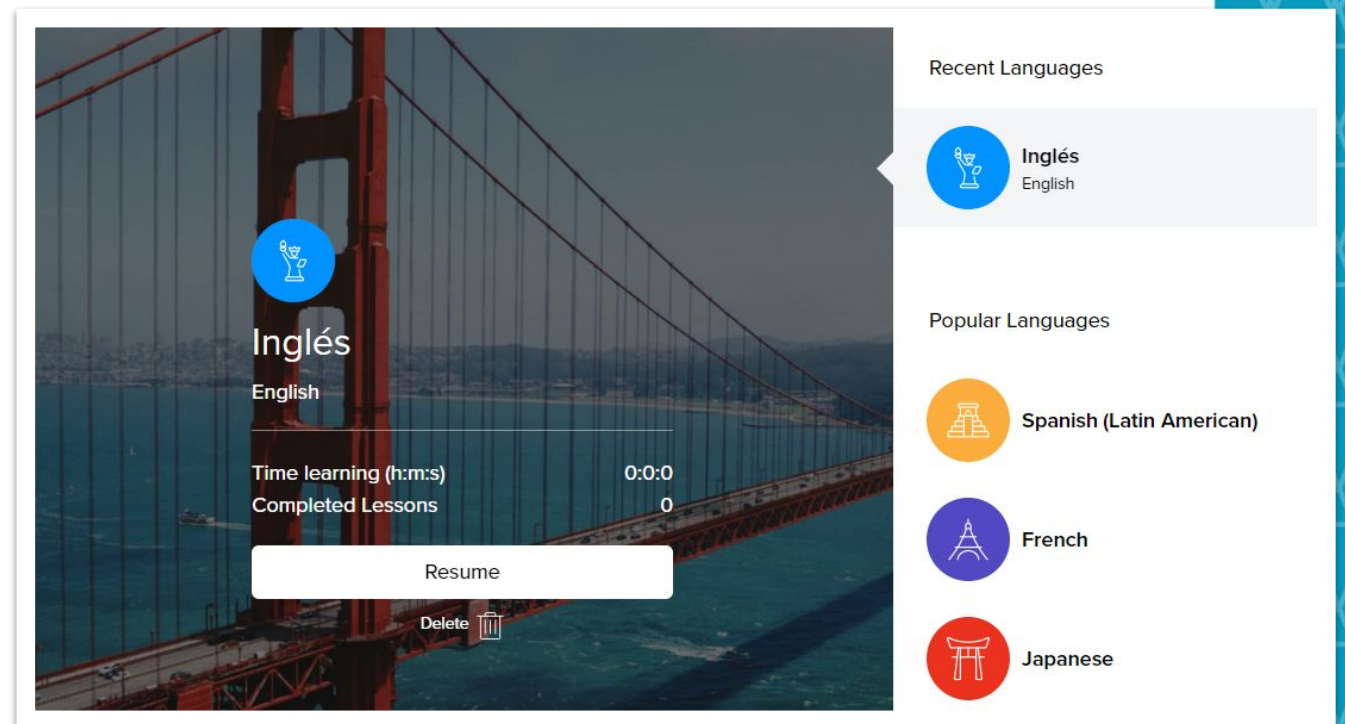 Inglés
English
Time learning (h:m:s) 0:0:0
Completed Lessons 0
Resume
Delete
Recent Languages
Inglés
English
Popular Languages
Spanish (Latin American)
French
Japanese